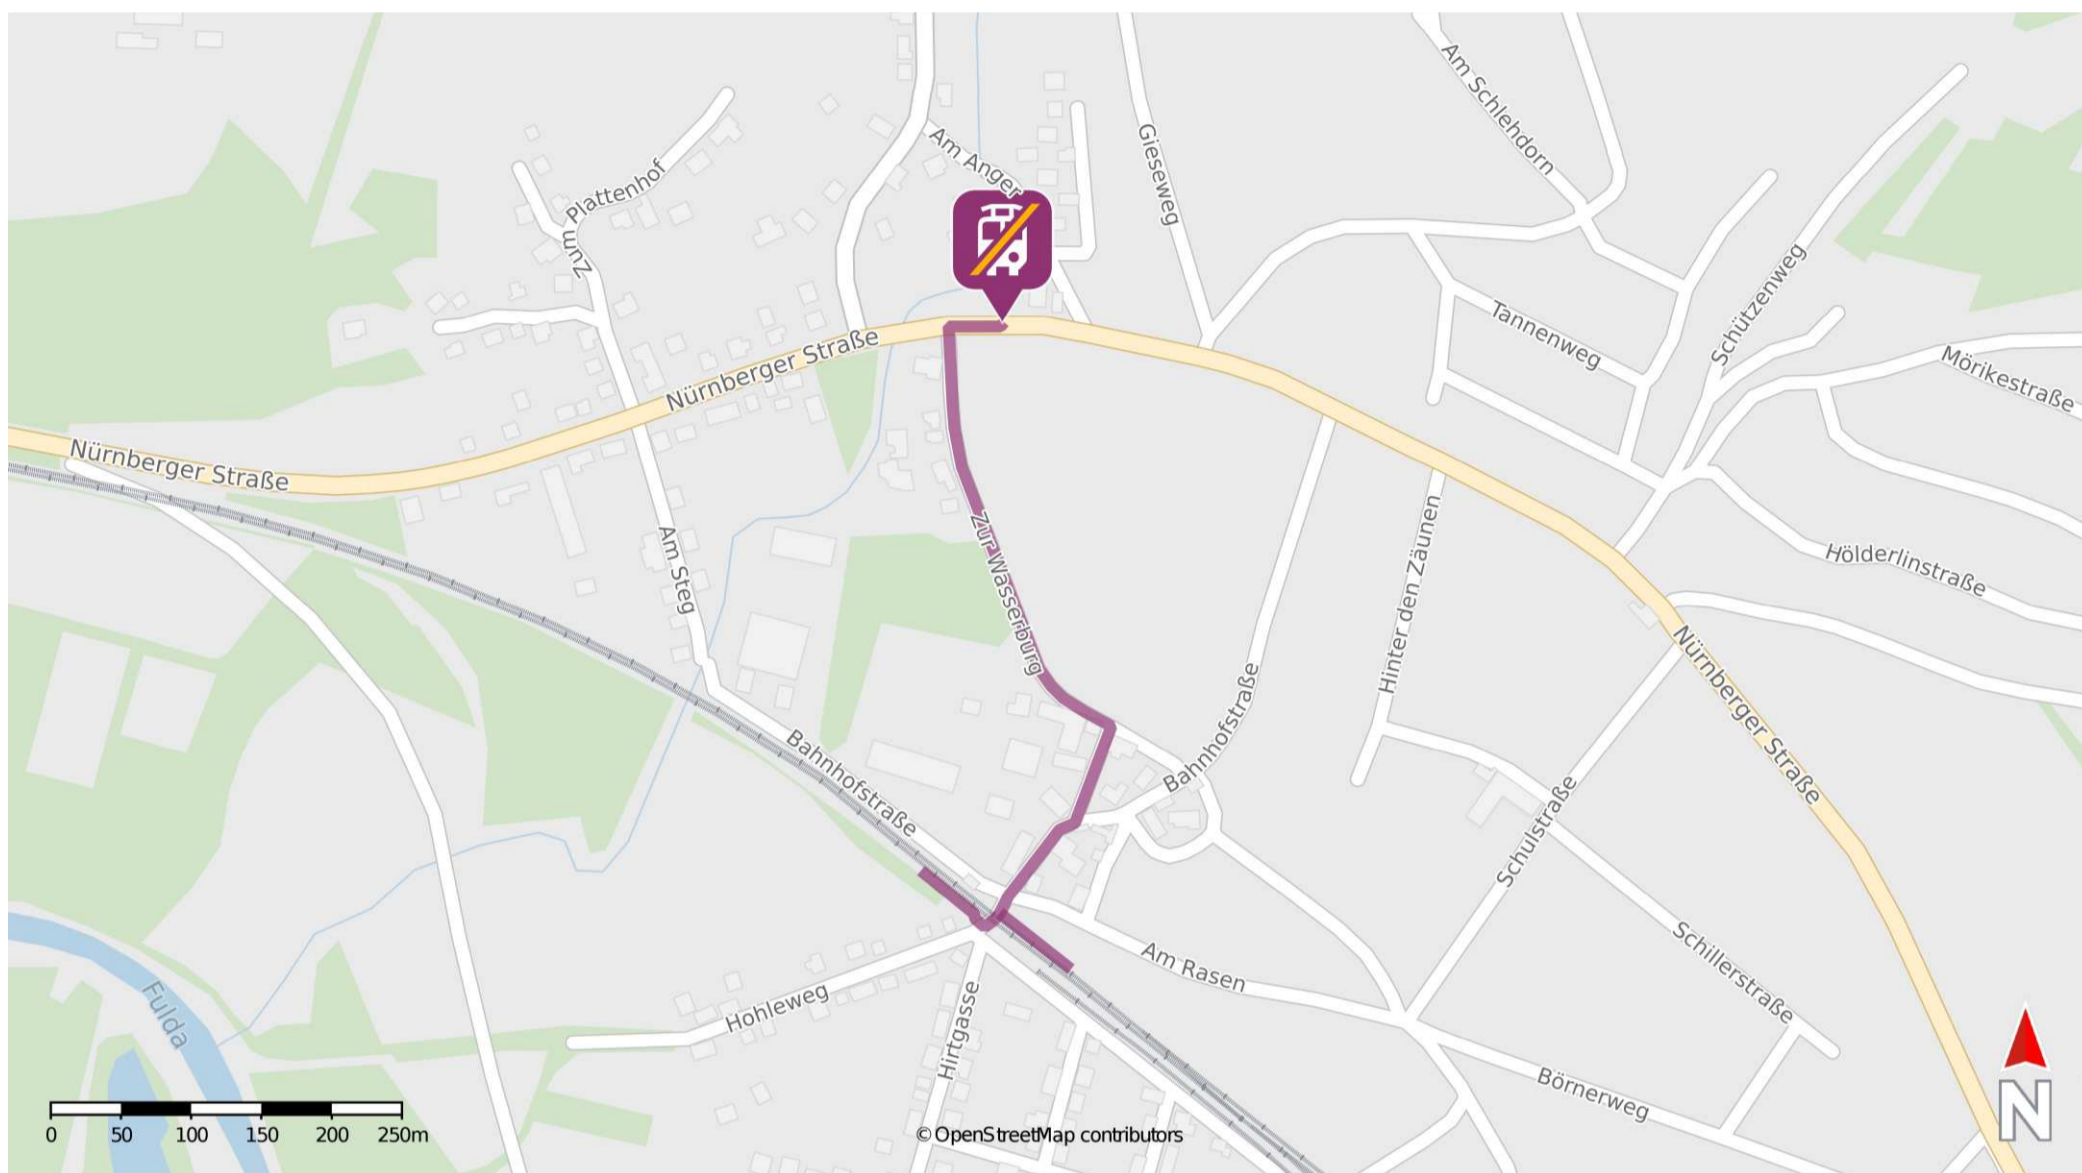 Am Schlehdorn
Gieseweg
Am Anger
Zum Plattenhof
Schützenweg
Tannenweg
Mörikestraße
Nürnberger Straße
Nürnberger Straße
Hinter den Zäunen
Zur Wasserburg
Am Steg
Hölderlinstraße
Bahnhofstraße
Nürnberger Straße
Bahnhofstraße
Schulstraße
Schillerstraße
Am Rasen
Hohleweg
Fulda
Hirtgasse
Börnerweg
N
0 50 100 150 200 250m
© OpenStreetMap contributors